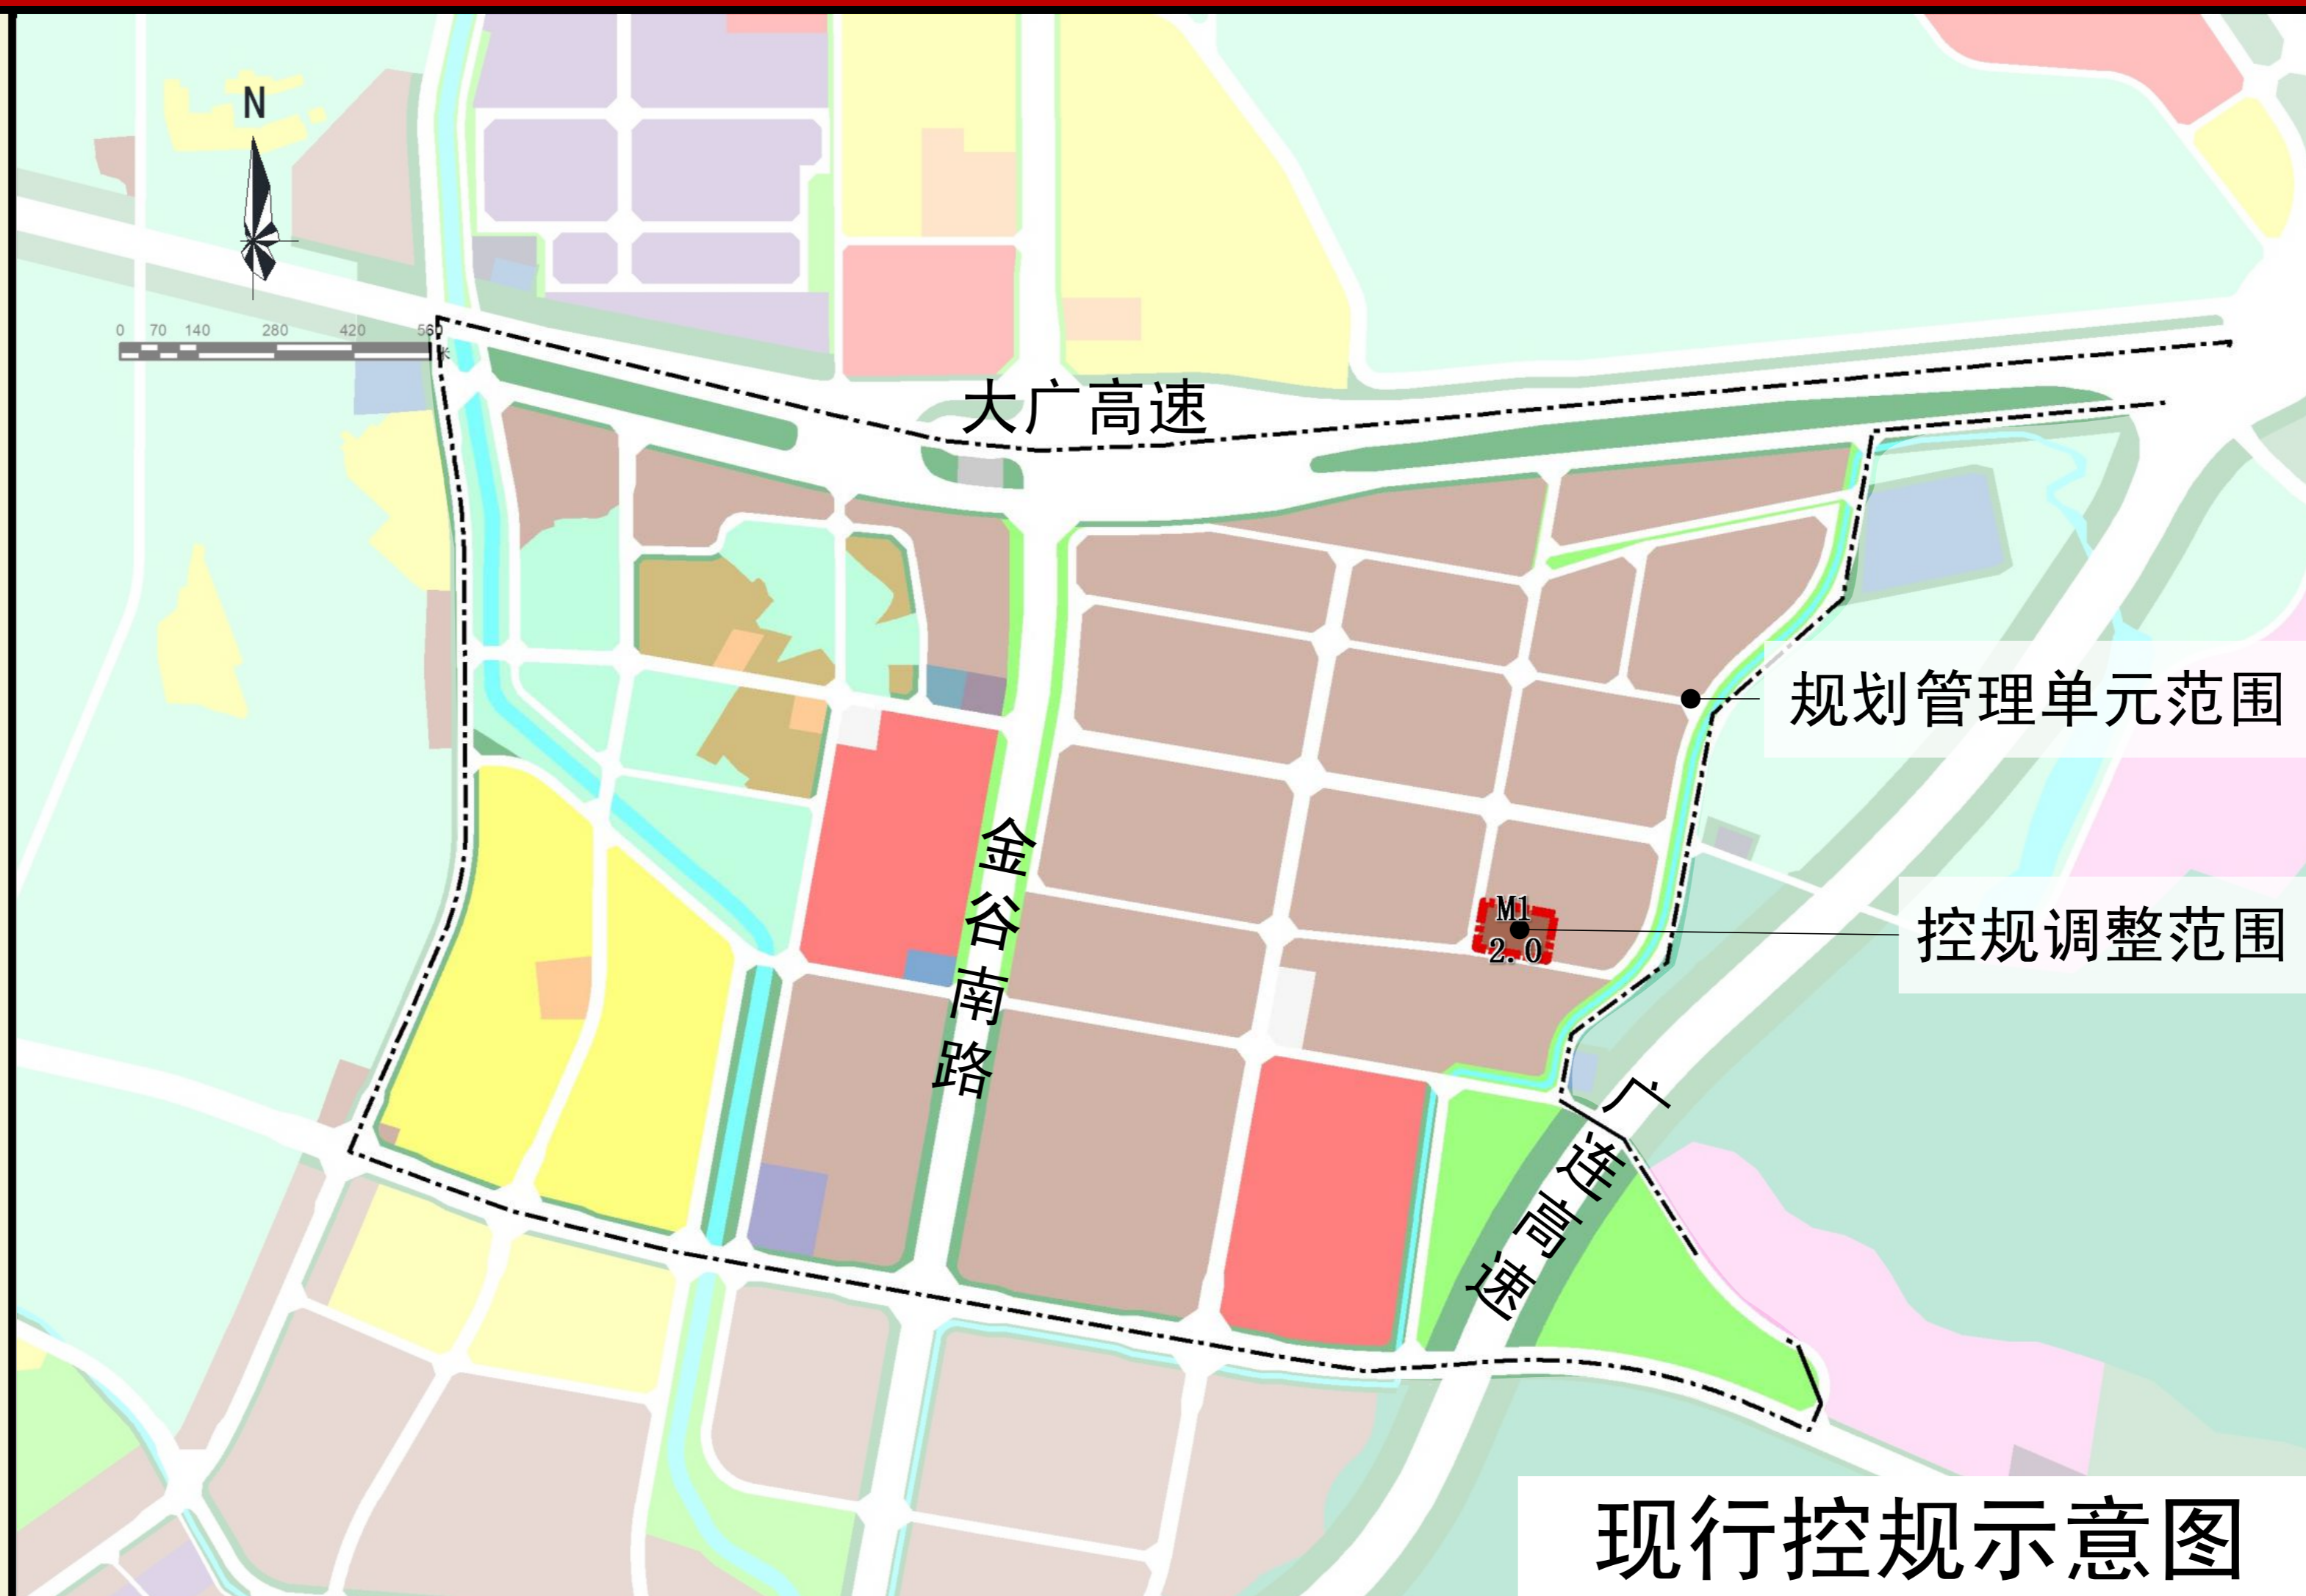 N
0 70 140 280 420 560
米
大广高速
规划管理单元范围
金谷南路
M1
2.0
控规调整范围
广连高速
现行控规示意图